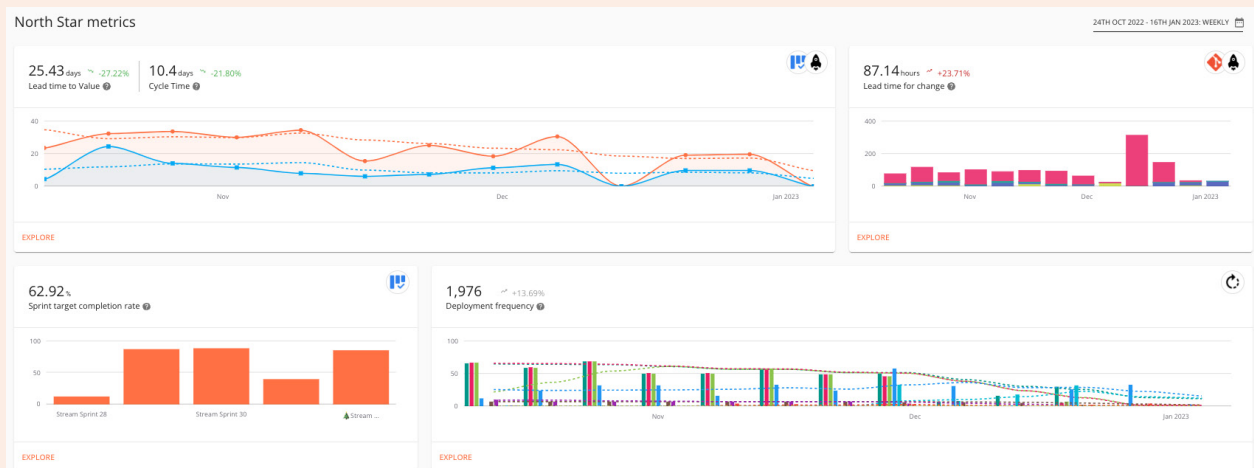 North Star metrics
24TH OCT 2022 - 16TH JAN 2023: WEEKLY
25.43 days -27.22%
Lead time to Value
10.4 days -21.80%
Cycle Time
40
20
0
Nov
Dec
Jan 2023
EXPLORE
87.14 hours +23.71%
Lead time for change
400
200
0
Nov
Dec
Jan 2023
EXPLORE
62.92 %
Sprint target completion rate
100
50
0
Stream Sprint 28
Stream Sprint 30
Stream ...
EXPLORE
1,976 +13.69%
Deployment frequency
100
50
0
Nov
Dec
Jan 2023
EXPLORE